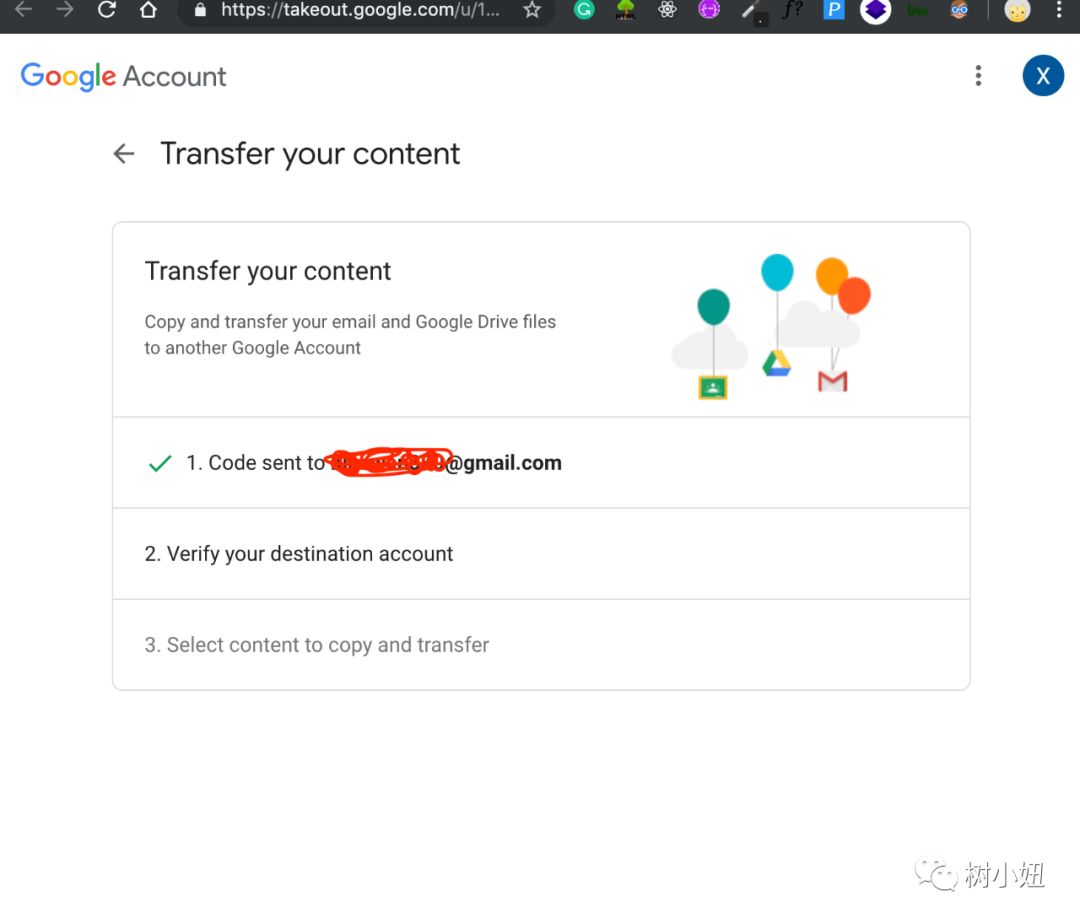 https://takeout.google.com/u/1...
Google Account
X
Transfer your content
Transfer your content
Copy and transfer your email and Google Drive files
to another Google Account
1. Code sent to @gmail.com
2. Verify your destination account
3. Select content to copy and transfer
树小妞